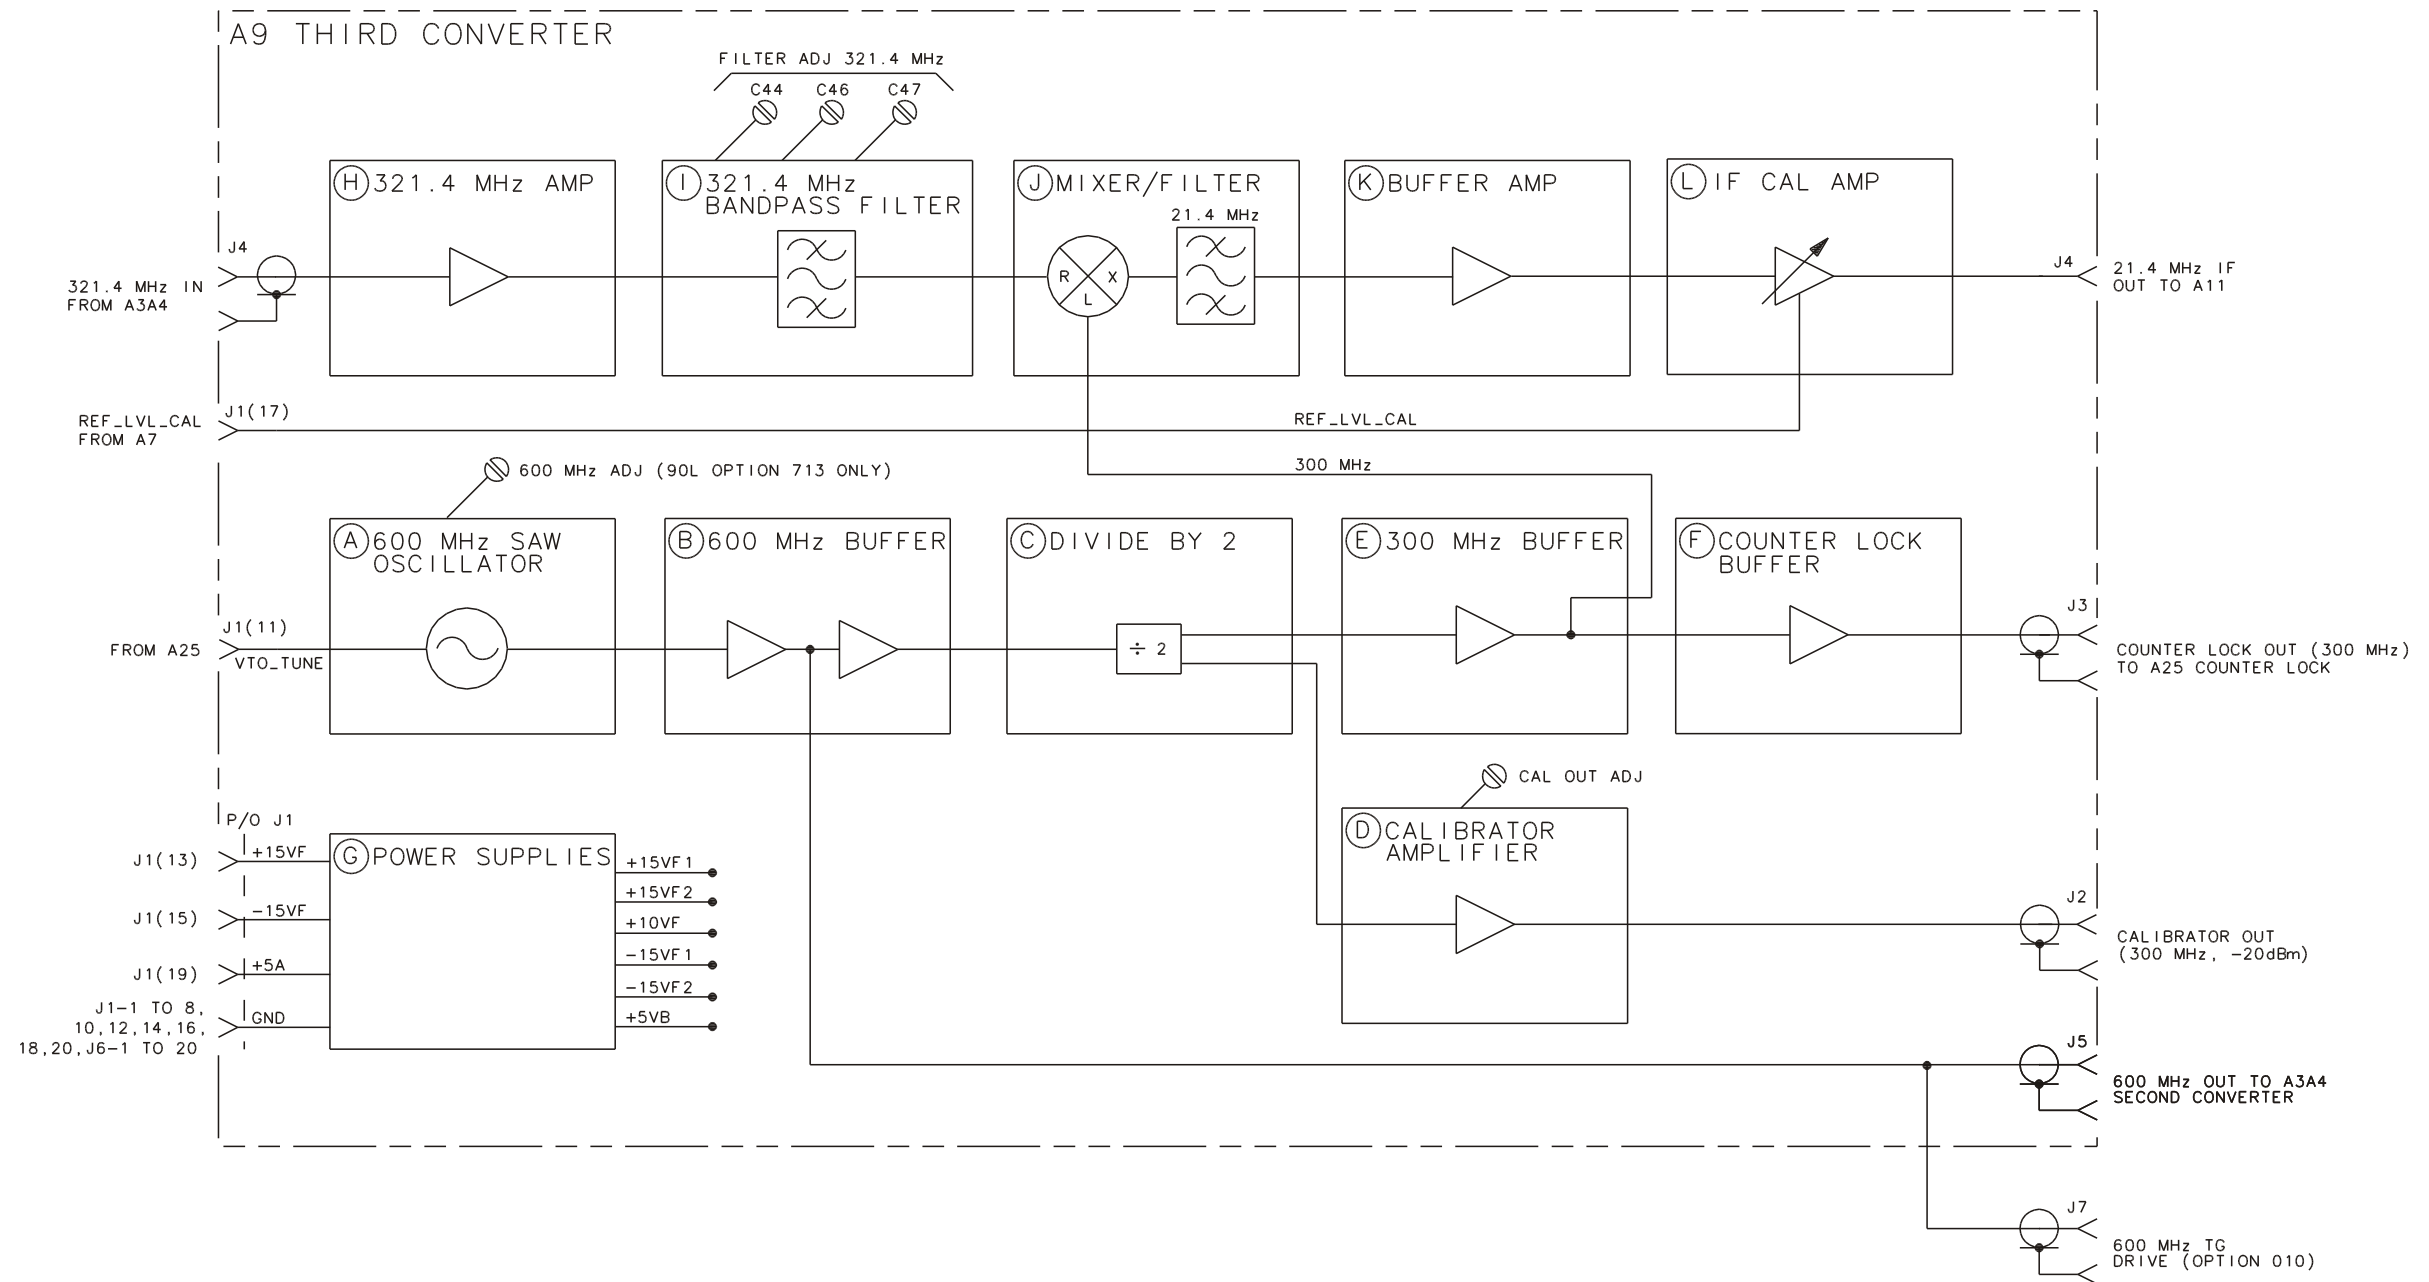 A9 THIRD CONVERTER
FILTER ADJ 321.4 MHz
C44
C46
C47
H 321.4 MHz AMP
I 321.4 MHz
BANDPASS FILTER
J MIXER/FILTER
21.4 MHz
R
X
L
K BUFFER AMP
L IF CAL AMP
J4
321.4 MHz IN
FROM A3A4
J4
21.4 MHz IF
OUT TO A11
J1(17)
REF_LVL_CAL
FROM A7
REF_LVL_CAL
600 MHz ADJ (90L OPTION 713 ONLY)
300 MHz
A 600 MHz SAW
OSCILLATOR
B 600 MHz BUFFER
C DIVIDE BY 2
÷ 2
E 300 MHz BUFFER
F COUNTER LOCK
BUFFER
J1(11)
FROM A25
VTO_TUNE
J3
COUNTER LOCK OUT (300 MHz)
TO A25 COUNTER LOCK
CAL OUT ADJ
D CALIBRATOR
AMPLIFIER
P/O J1
J1(13)
+15VF
J1(15)
-15VF
J1(19)
+5A
J1-1 TO 8,
10,12,14,16,
18,20,J6-1 TO 20
GND
G POWER SUPPLIES
+15VF1
+15VF2
+10VF
-15VF1
-15VF2
+5VB
J2
CALIBRATOR OUT
(300 MHz, -20dBm)
J5
600 MHz OUT TO A3A4
SECOND CONVERTER
J7
600 MHz TG
DRIVE (OPTION 010)